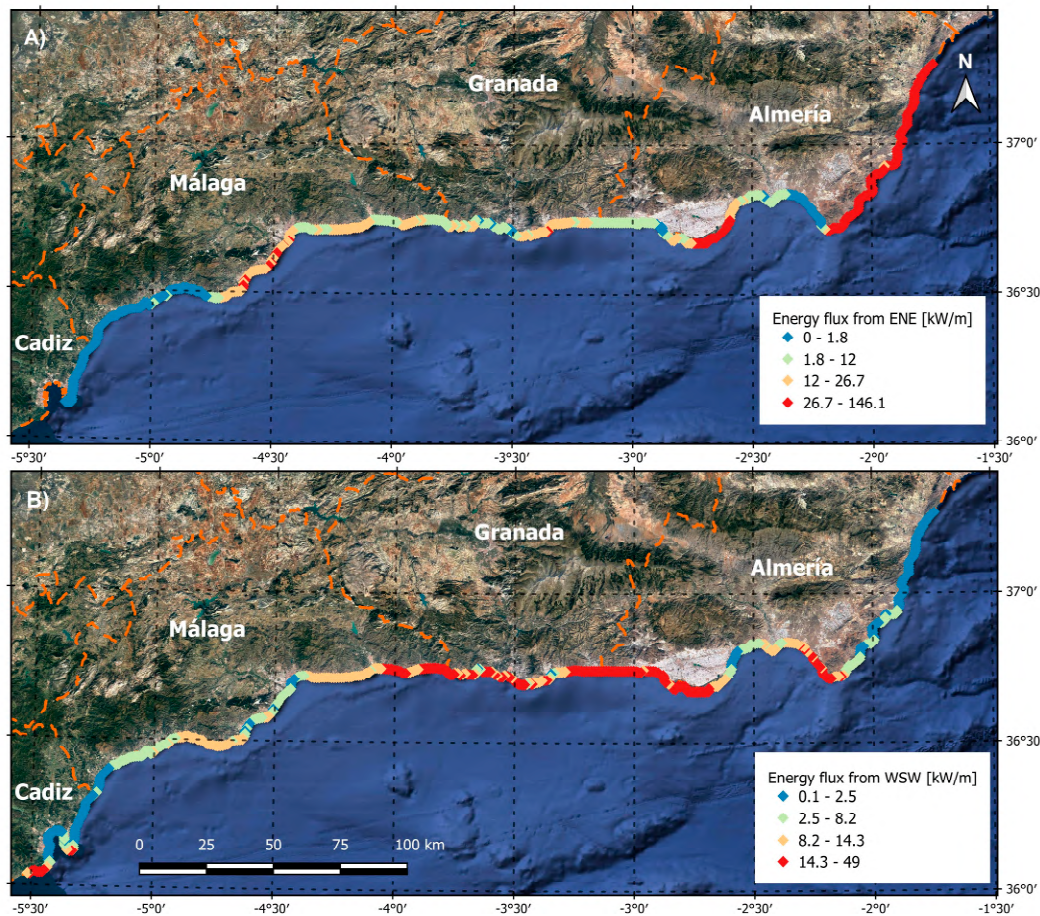 A)
N
Granada
Almería
Málaga
Cadiz
37°0'
36°30'
36°0'
Energy flux from ENE [kW/m]
0 - 1.8
1.8 - 12
12 - 26.7
26.7 - 146.1
-5°30' -5°0' -4°30' -4°0' -3°30' -3°0' -2°30' -2°0' -1°30'
B)
Granada
Almería
Málaga
Cadiz
37°0'
36°30'
36°0'
Energy flux from WSW [kW/m]
0.1 - 2.5
2.5 - 8.2
8.2 - 14.3
14.3 - 49
0 25 50 75 100 km
-5°30' -5°0' -4°30' -4°0' -3°30' -3°0' -2°30' -2°0' -1°30'